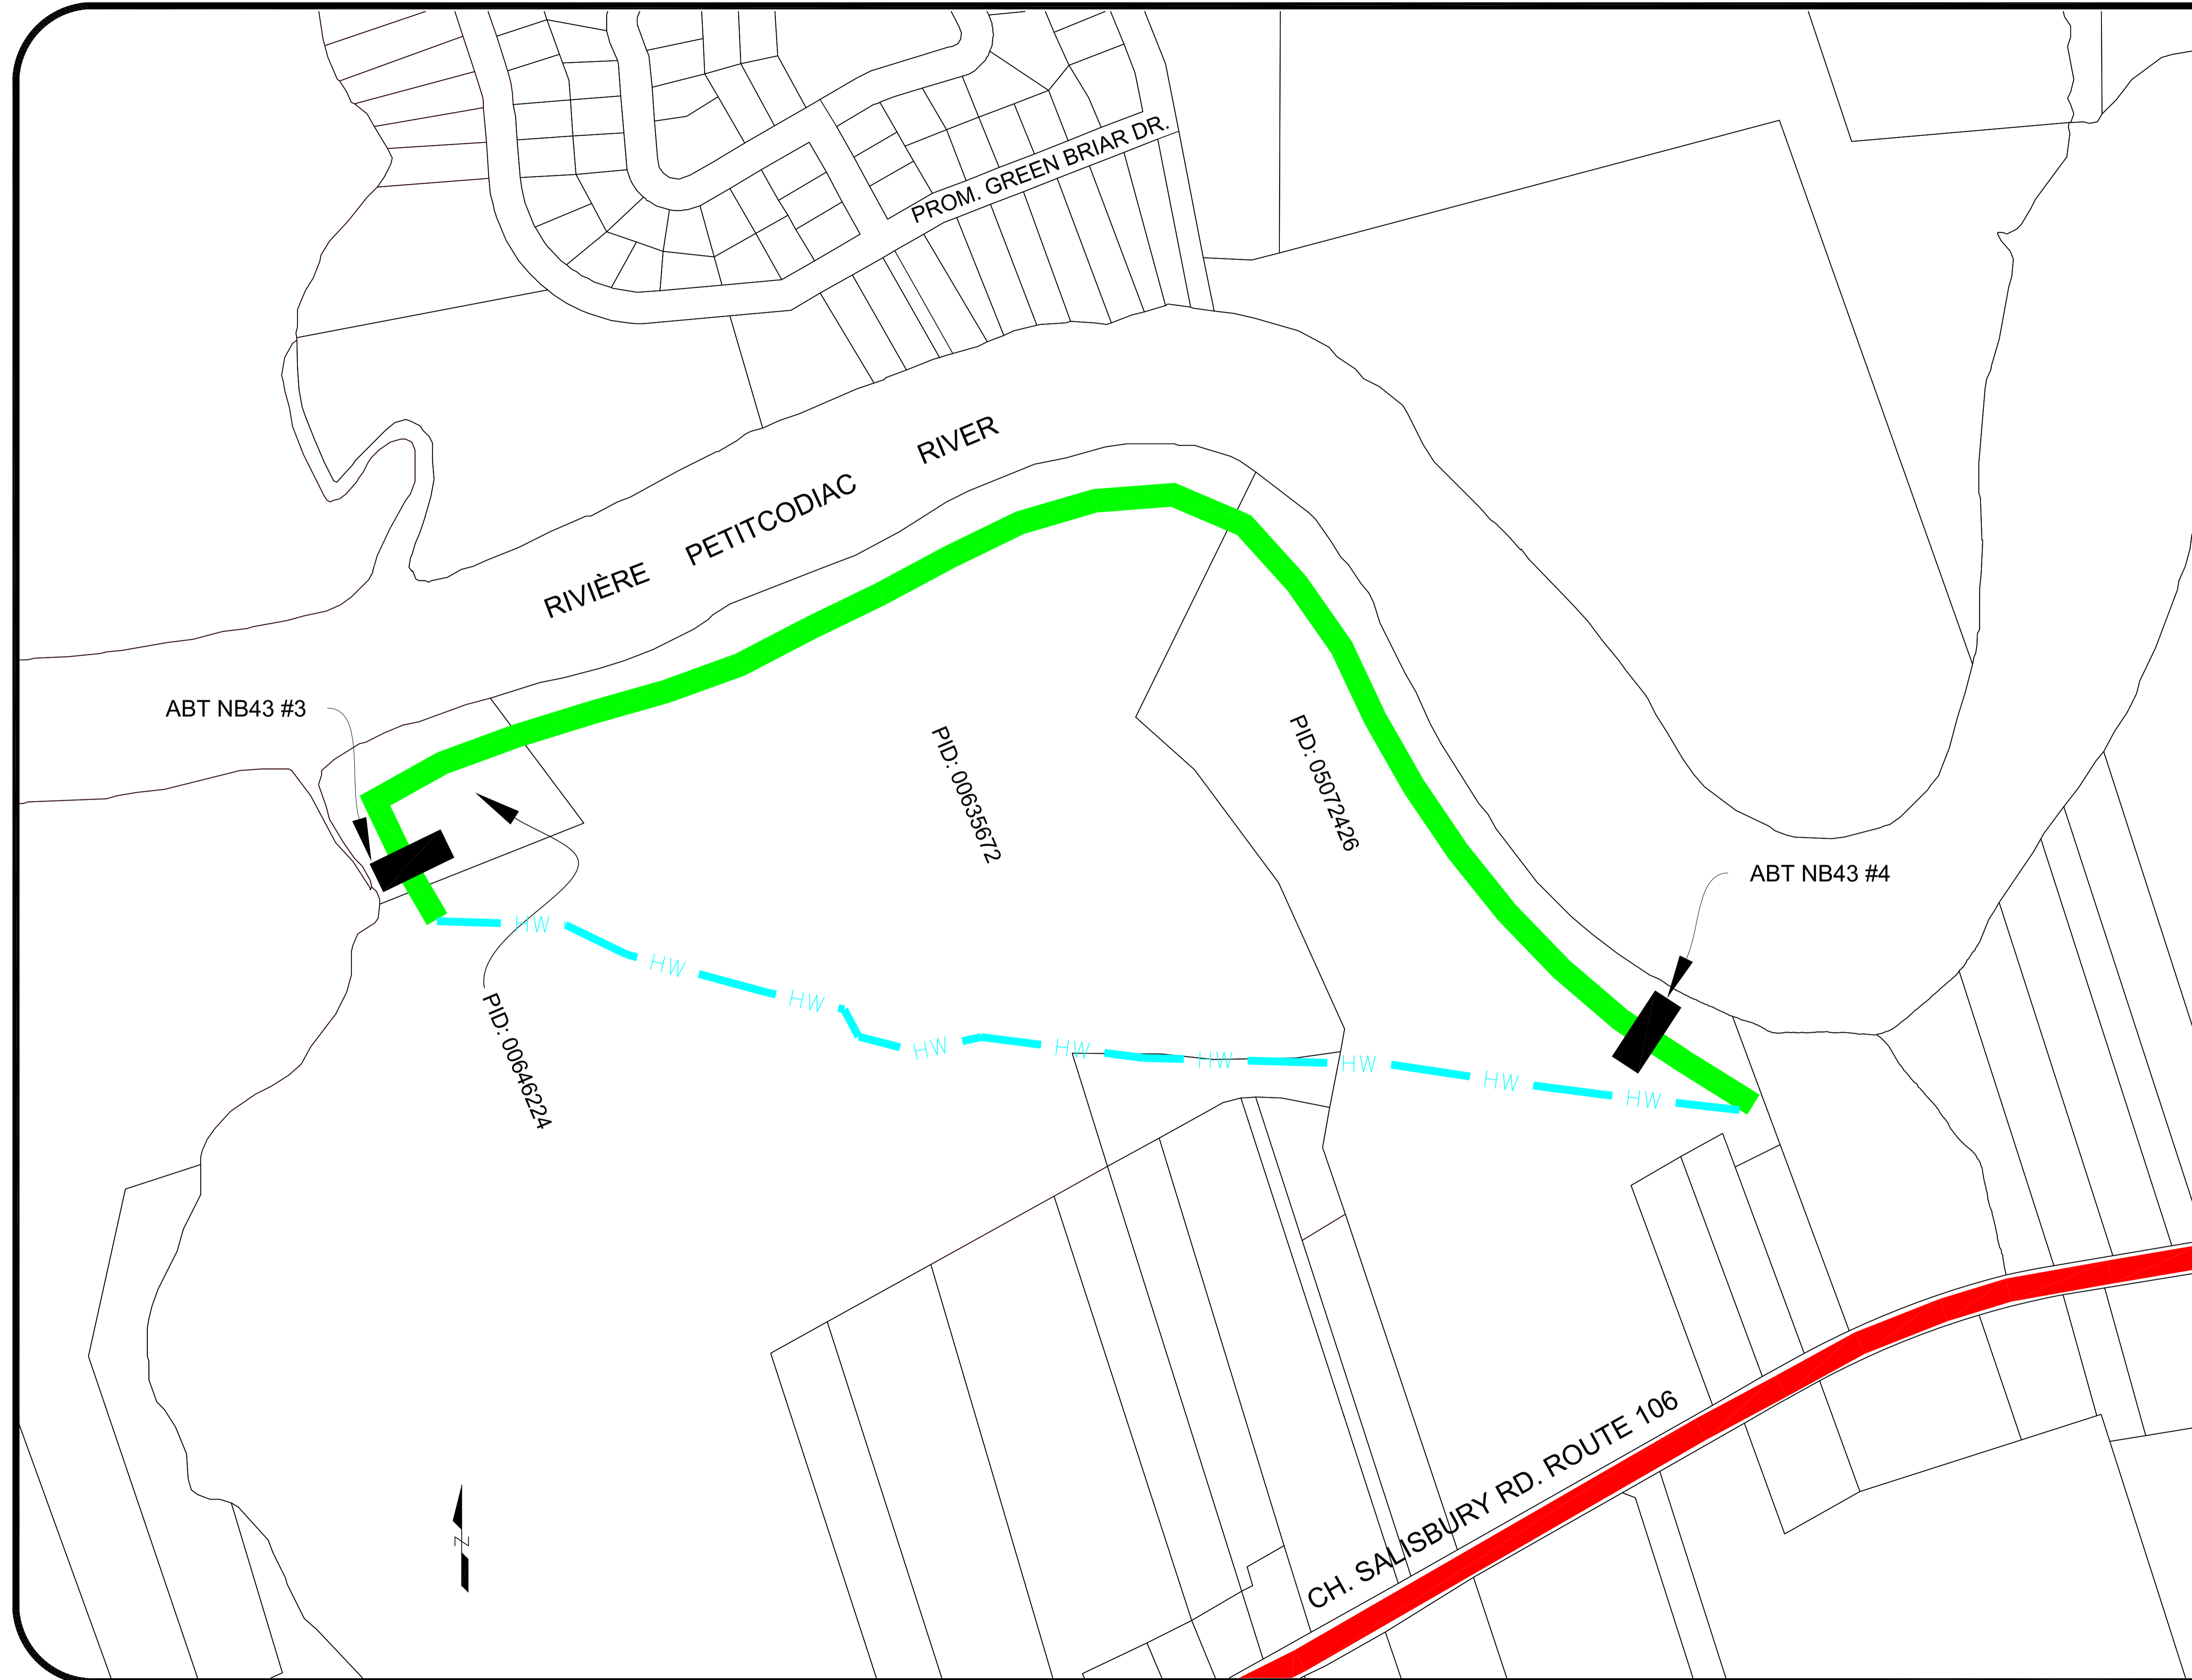 PROM. GREEN BRIAR DR.
RIVIÈRE PETITCODIAC RIVER
ABT NB43 #3
PID: 00635672
PID: 05072426
ABT NB43 #4
HW HW HW HW HW HW HW HW HW
PID: 00646224
CH. SALISBURY RD. ROUTE 106
N